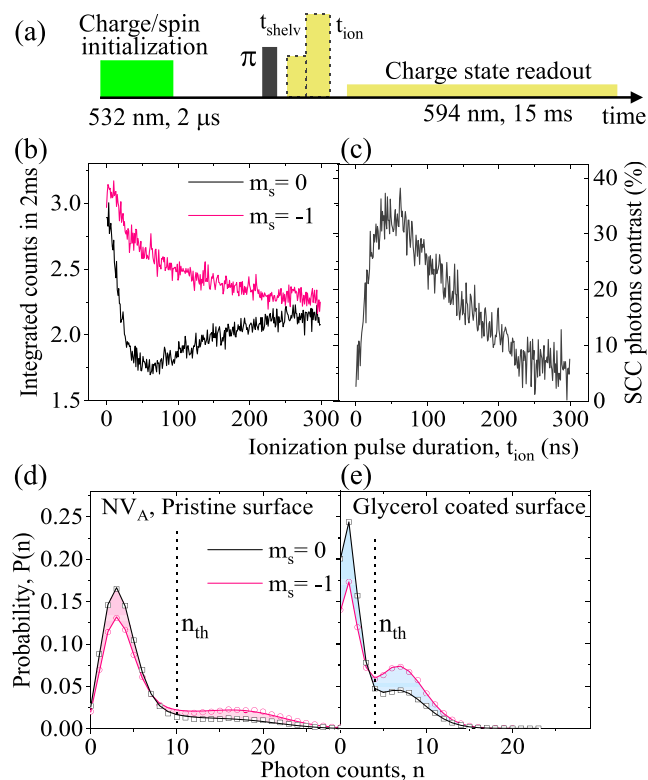 (a)
Charge/spin
initialization
π
t_shelv
t_ion
Charge state readout
532 nm, 2 μs
594 nm, 15 ms
time
(b)
(c)
3.0
2.5
2.0
1.5
Integrated counts in 2ms
m_s= 0
m_s= -1
40
30
20
10
0
SCC photons contrast (%)
0 100 200 300
0 100 200 300
Ionization pulse duration, t_ion (ns)
(d)
(e)
NV_A, Pristine surface
Glycerol coated surface
0.25
0.20
0.15
0.10
0.05
0.00
Probability, P(n)
m_s= 0
m_s= -1
n_th
n_th
0 10 20
0 10 20
Photon counts, n